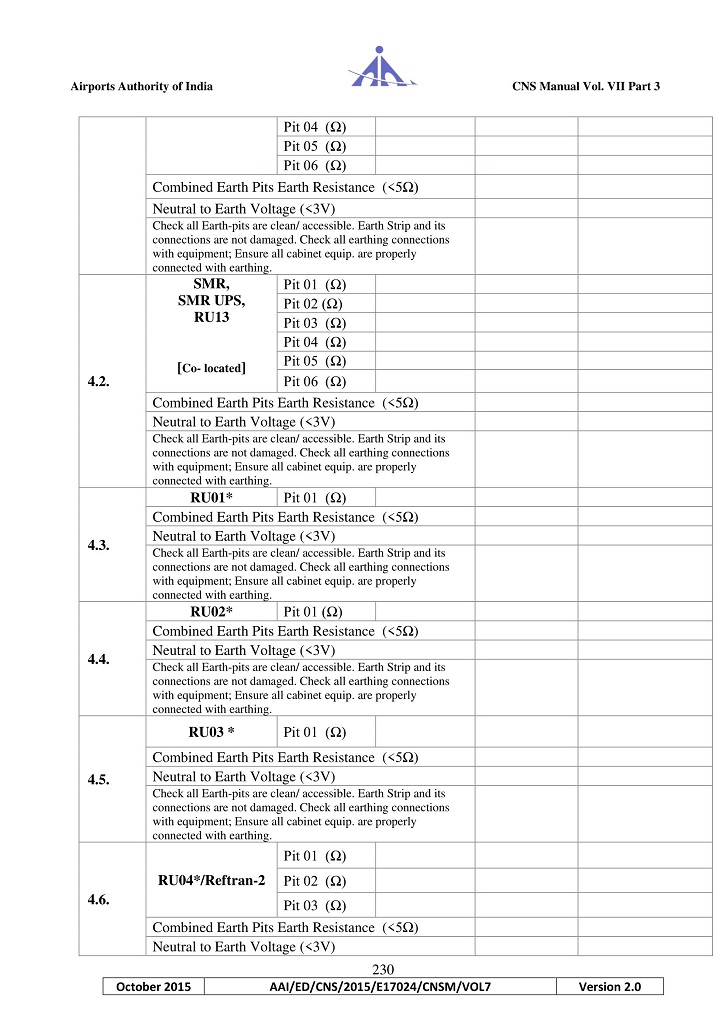 Airports Authority of India CNS Manual Vol. VII Part 3
Pit 04 (Ω)
Pit 05 (Ω)
Pit 06 (Ω)
Combined Earth Pits Earth Resistance (<5Ω)
Neutral to Earth Voltage (<3V)
Check all Earth-pits are clean/ accessible. Earth Strip and its
connections are not damaged. Check all earthing connections
with equipment; Ensure all cabinet equip. are properly
connected with earthing.
4.2.
SMR,
SMR UPS,
RU13
[Co- located]
Pit 01 (Ω)
Pit 02 (Ω)
Pit 03 (Ω)
Pit 04 (Ω)
Pit 05 (Ω)
Pit 06 (Ω)
Combined Earth Pits Earth Resistance (<5Ω)
Neutral to Earth Voltage (<3V)
Check all Earth-pits are clean/ accessible. Earth Strip and its
connections are not damaged. Check all earthing connections
with equipment; Ensure all cabinet equip. are properly
connected with earthing.
4.3.
RU01* Pit 01 (Ω)
Combined Earth Pits Earth Resistance (<5Ω)
Neutral to Earth Voltage (<3V)
Check all Earth-pits are clean/ accessible. Earth Strip and its
connections are not damaged. Check all earthing connections
with equipment; Ensure all cabinet equip. are properly
connected with earthing.
4.4.
RU02* Pit 01 (Ω)
Combined Earth Pits Earth Resistance (<5Ω)
Neutral to Earth Voltage (<3V)
Check all Earth-pits are clean/ accessible. Earth Strip and its
connections are not damaged. Check all earthing connections
with equipment; Ensure all cabinet equip. are properly
connected with earthing.
4.5.
RU03 * Pit 01 (Ω)
Combined Earth Pits Earth Resistance (<5Ω)
Neutral to Earth Voltage (<3V)
Check all Earth-pits are clean/ accessible. Earth Strip and its
connections are not damaged. Check all earthing connections
with equipment; Ensure all cabinet equip. are properly
connected with earthing.
4.6.
RU04*/Reftran-2
Pit 01 (Ω)
Pit 02 (Ω)
Pit 03 (Ω)
Combined Earth Pits Earth Resistance (<5Ω)
Neutral to Earth Voltage (<3V)
230
October 2015 AAI/ED/CNS/2015/E17024/CNSM/VOL7 Version 2.0